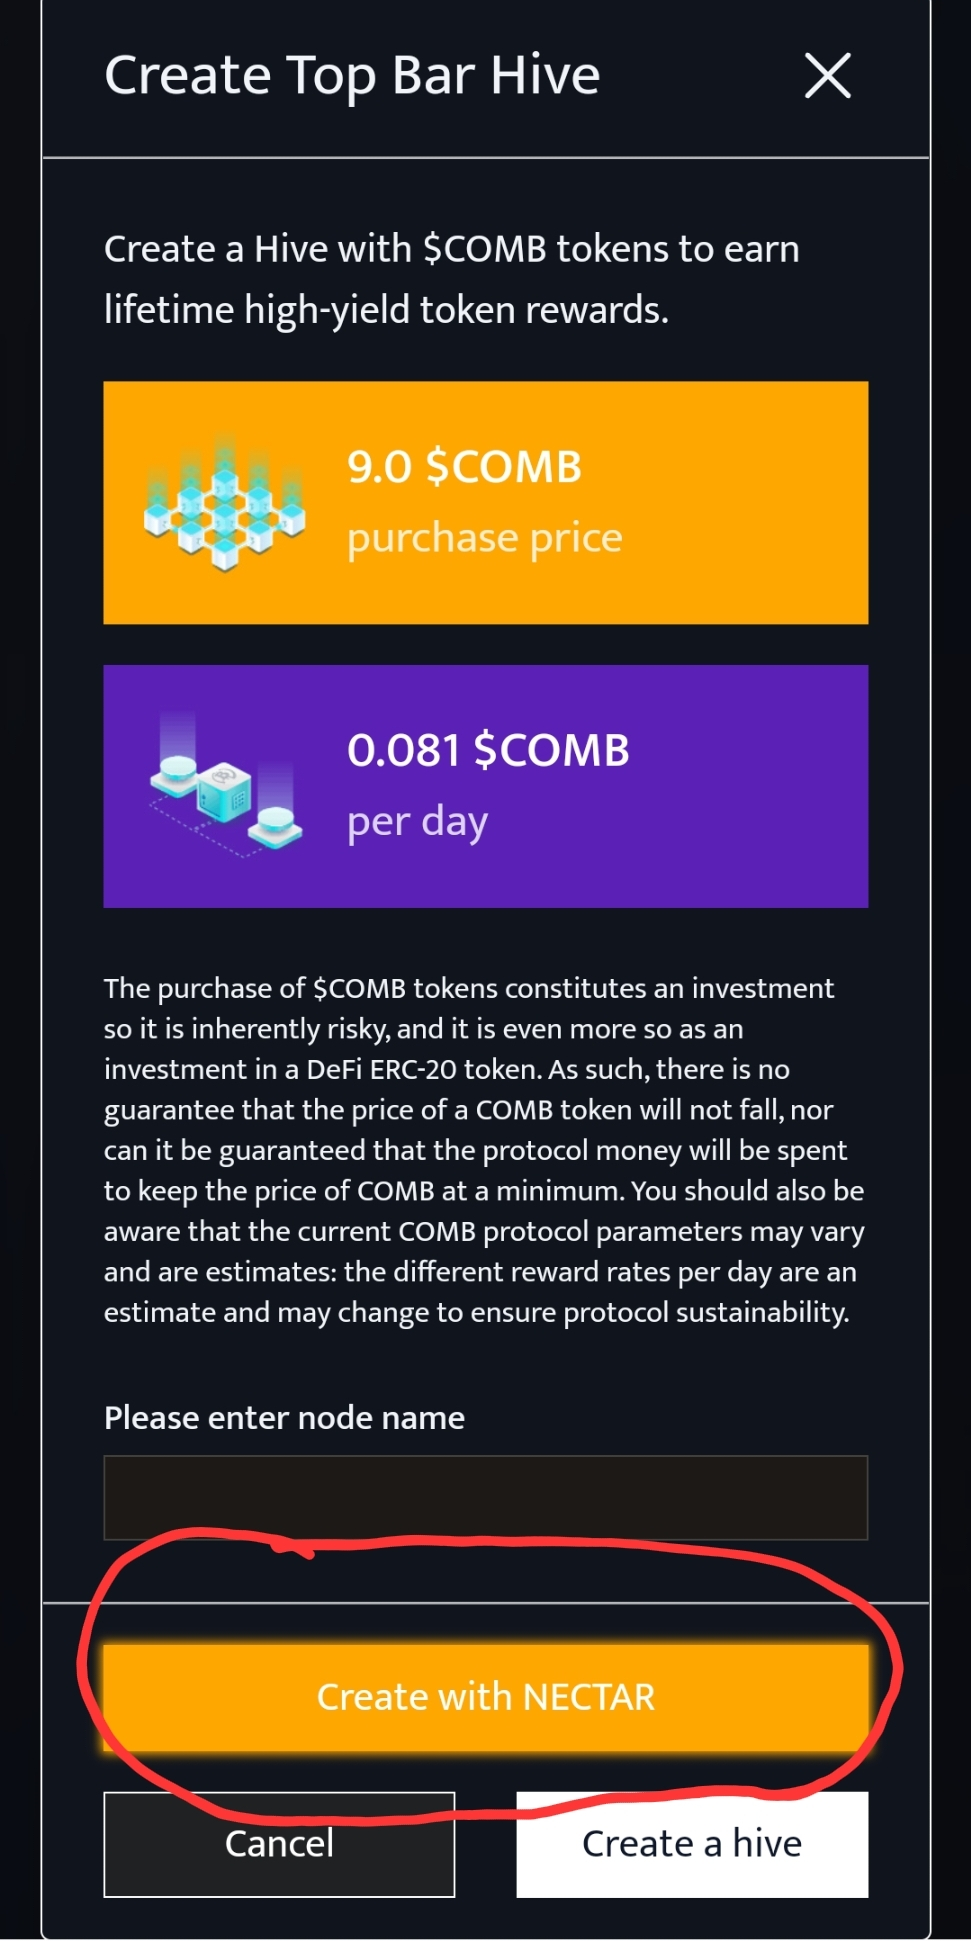 Create Top Bar Hive
Create a Hive with $COMB tokens to earn
lifetime high-yield token rewards.
9.0 $COMB
purchase price
0.081 $COMB
per day
The purchase of $COMB tokens constitutes an investment
so it is inherently risky, and it is even more so as an
investment in a DeFi ERC-20 token. As such, there is no
guarantee that the price of a COMB token will not fall, nor
can it be guaranteed that the protocol money will be spent
to keep the price of COMB at a minimum. You should also be
aware that the current COMB protocol parameters may vary
and are estimates: the different reward rates per day are an
estimate and may change to ensure protocol sustainability.
Please enter node name
Create with NECTAR
Cancel
Create a hive